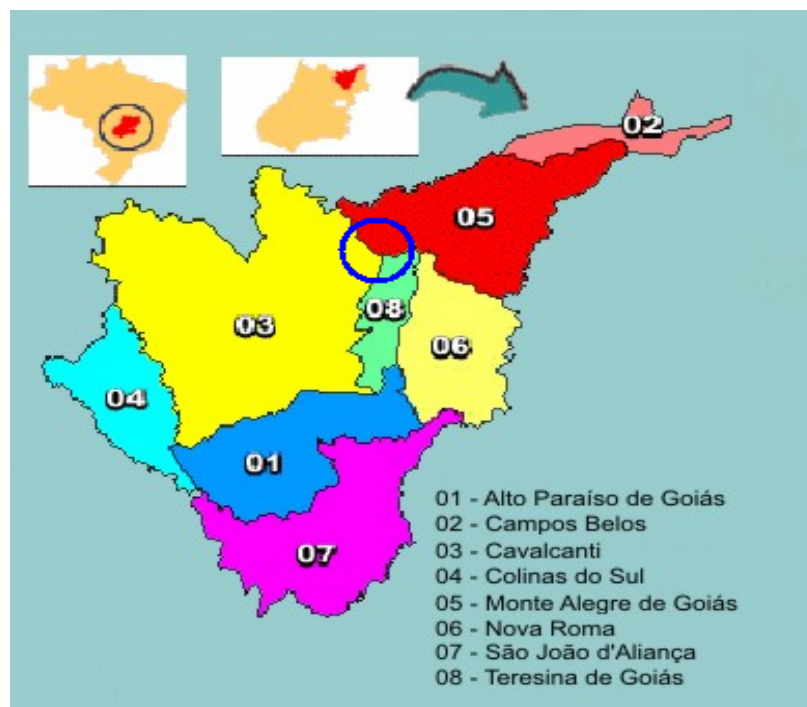 02
05
08
03
06
04
01
07
01 - Alto Paraíso de Goiás
02 - Campos Belos
03 - Cavalcanti
04 - Colinas do Sul
05 - Monte Alegre de Goiás
06 - Nova Roma
07 - São João d'Aliança
08 - Teresina de Goiás